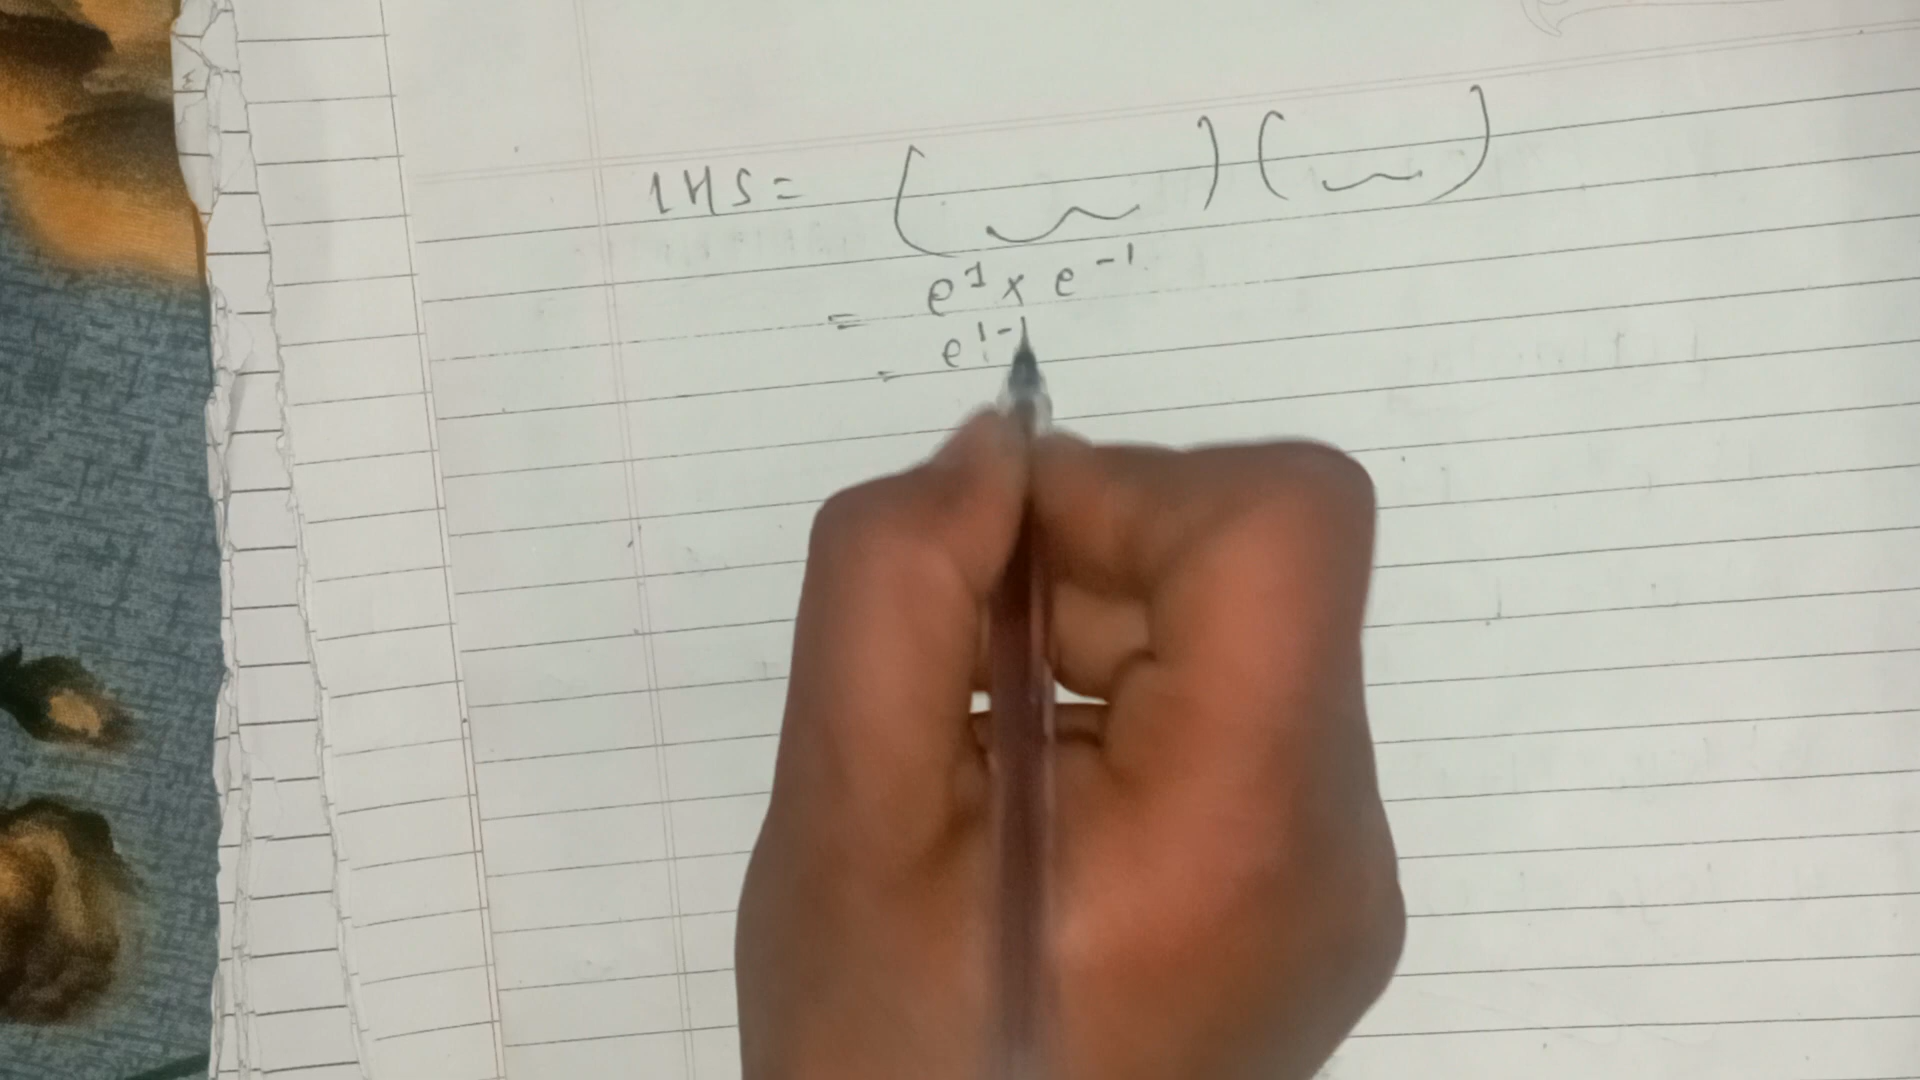 LHS = ( ) ( )
= e¹ × e⁻¹
= e¹⁻¹